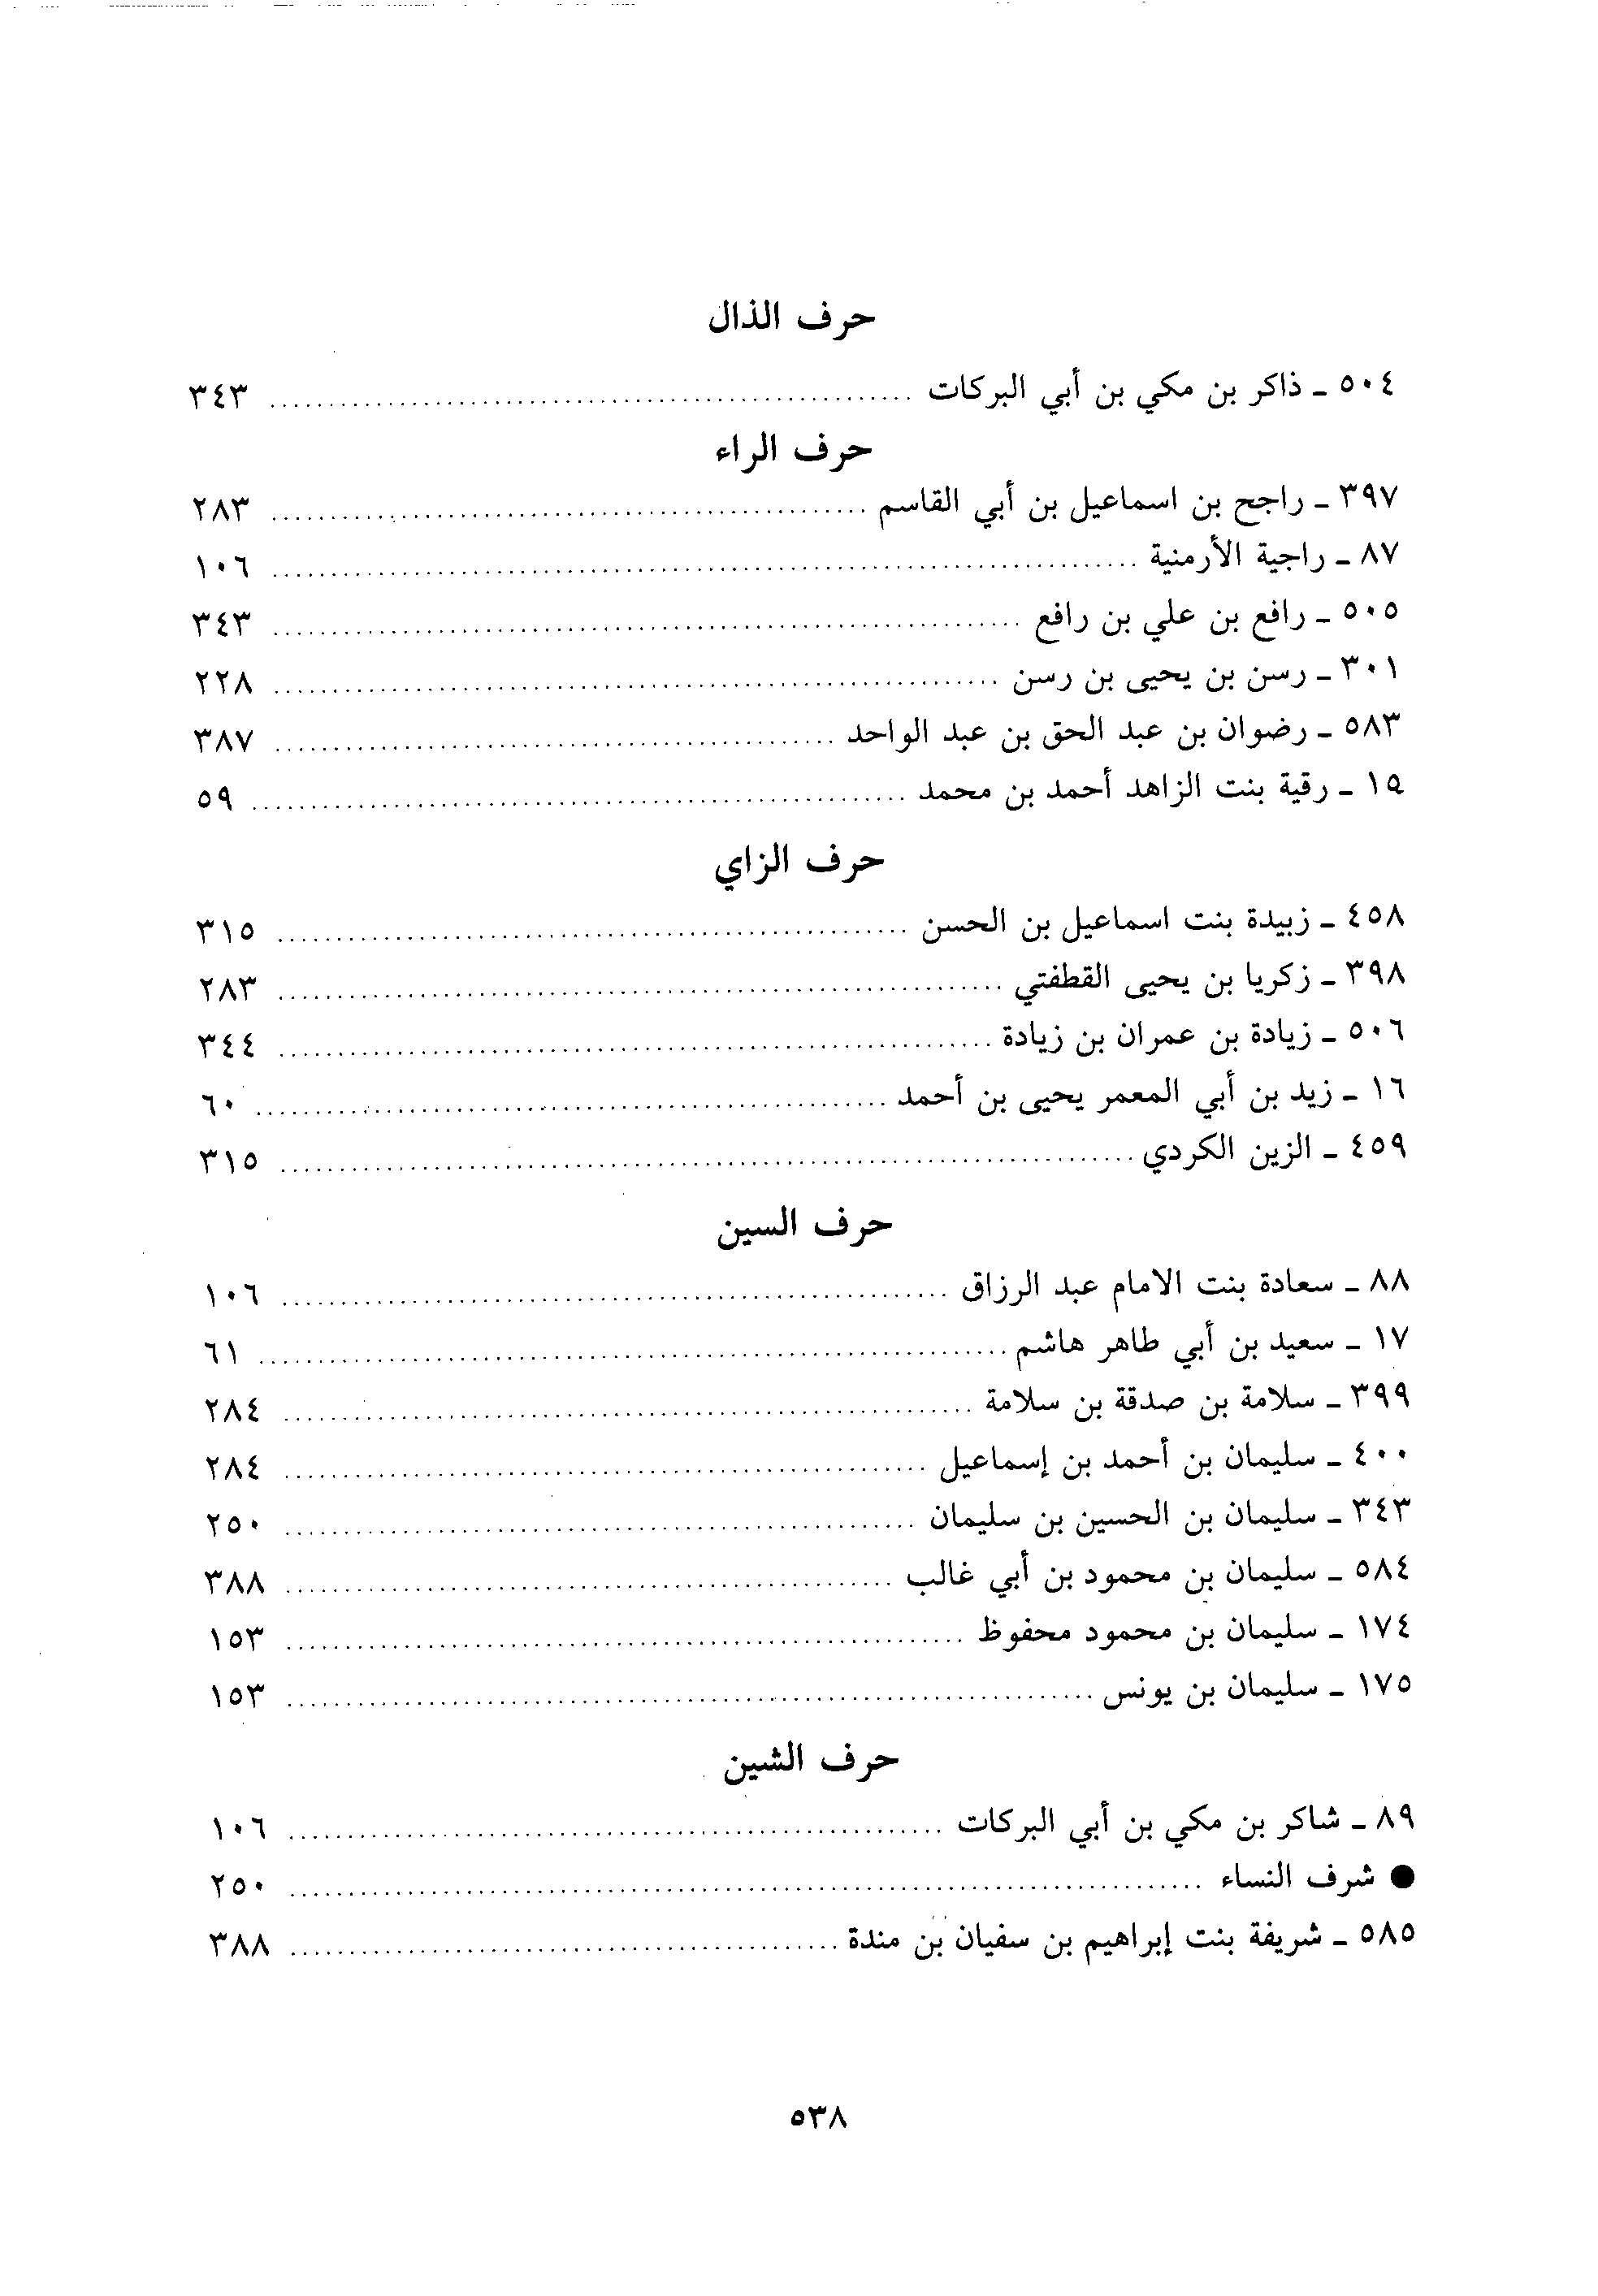 حرف الذال
٥٠٤ ـ ذاكر بن مكي بن أبي البركات ........................ ٣٤٣
حرف الراء
٣٩٧ ـ راجح بن اسماعيل بن أبي القاسم ........................ ٢٨٣
٨٧ ـ راجية الأرمنية ........................ ١٠٦
٥٠٥ ـ رافع بن علي بن رافع ........................ ٣٤٣
٣٠١ ـ رسن بن يحيى بن رسن ........................ ٢٢٨
٥٨٣ ـ رضوان بن عبد الحق بن عبد الواحد ........................ ٣٨٧
١٥ ـ رقية بنت الزاهد أحمد بن محمد ........................ ٥٩
حرف الزاي
٤٥٨ ـ زبيدة بنت اسماعيل بن الحسن ........................ ٣١٥
٣٩٨ ـ زكريا بن يحيى القطفتي ........................ ٢٨٣
٥٠٦ ـ زيادة بن عمران بن زيادة ........................ ٣٤٤
١٦ ـ زيد بن أبي المعمر يحيى بن أحمد ........................ ٦٠
٤٥٩ ـ الزين الكردي ........................ ٣١٥
حرف السين
٨٨ ـ سعادة بنت الامام عبد الرزاق ........................ ١٠٦
١٧ ـ سعيد بن أبي طاهر هاشم ........................ ٦١
٣٩٩ ـ سلامة بن صدقة بن سلامة ........................ ٢٨٤
٤٠٠ ـ سليمان بن أحمد بن إسماعيل ........................ ٢٨٤
٣٤٣ ـ سليمان بن الحسين بن سليمان ........................ ٢٥٠
٥٨٤ ـ سليمان بن محمود بن أبي غالب ........................ ٣٨٨
١٧٤ ـ سليمان بن محمود محفوظ ........................ ١٥٣
١٧٥ ـ سليمان بن يونس ........................ ١٥٣
حرف الشين
٨٩ ـ شاكر بن مكي بن أبي البركات ........................ ١٠٦
● شرف النساء ........................ ٢٥٠
٥٨٥ ـ شريفة بنت إبراهيم بن سفيان بن مندة ........................ ٣٨٨
٥٣٨